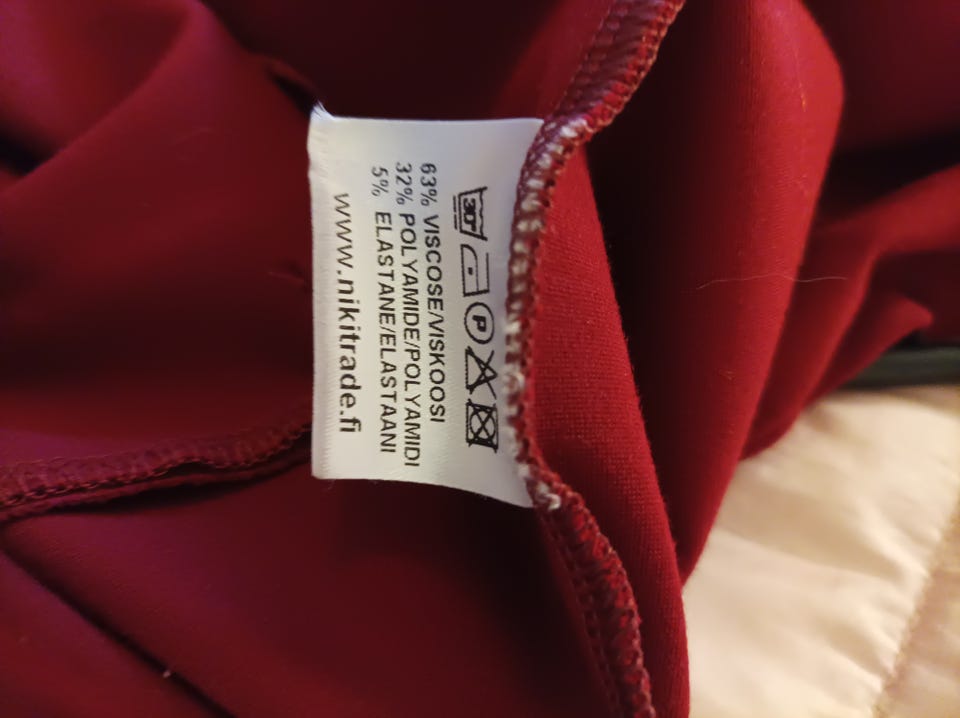 30°
P
63% VISCOSE/VISKOOSI
32% POLYAMIDE/POLYAMIDI
5% ELASTANE/ELASTAANI
www.nikitrade.fi